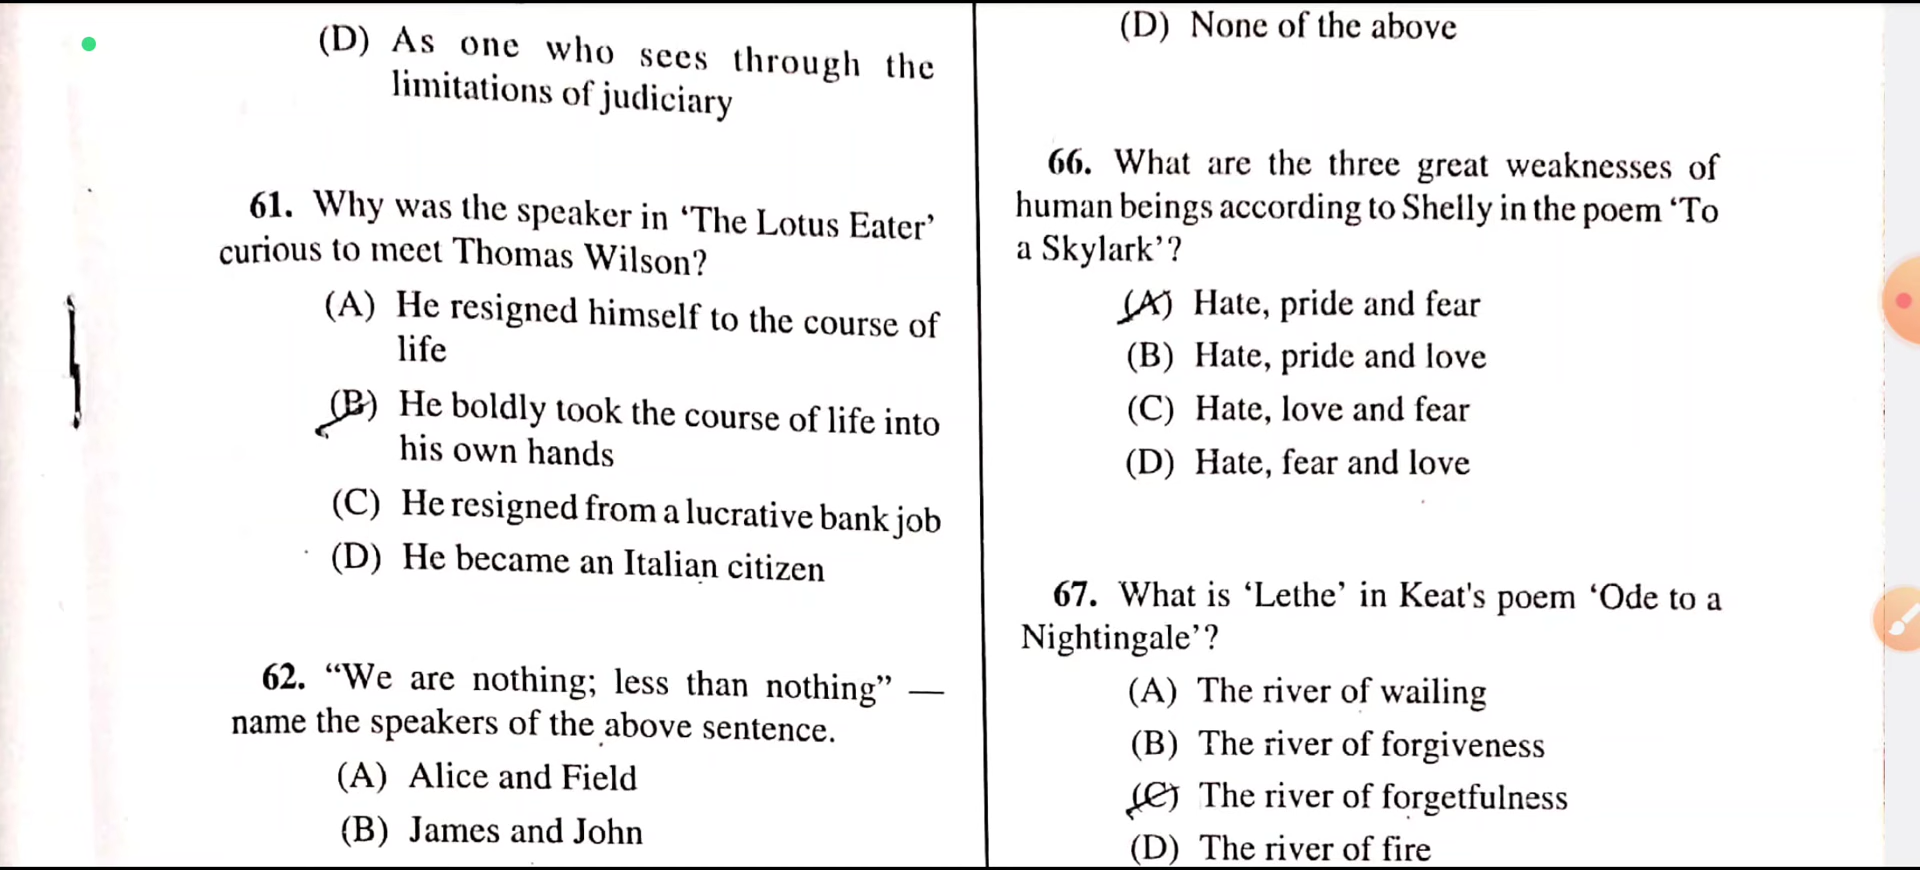 (D) As one who sees through the
limitations of judiciary
61. Why was the speaker in ‘The Lotus Eater’
curious to meet Thomas Wilson?
(A) He resigned himself to the course of
life
(B) He boldly took the course of life into
his own hands
(C) He resigned from a lucrative bank job
(D) He became an Italian citizen
62. “We are nothing; less than nothing” —
name the speakers of the above sentence.
(A) Alice and Field
(B) James and John
(D) None of the above
66. What are the three great weaknesses of
human beings according to Shelly in the poem ‘To
a Skylark’?
(A) Hate, pride and fear
(B) Hate, pride and love
(C) Hate, love and fear
(D) Hate, fear and love
67. What is ‘Lethe’ in Keat's poem ‘Ode to a
Nightingale’?
(A) The river of wailing
(B) The river of forgiveness
(C) The river of forgetfulness
(D) The river of fire